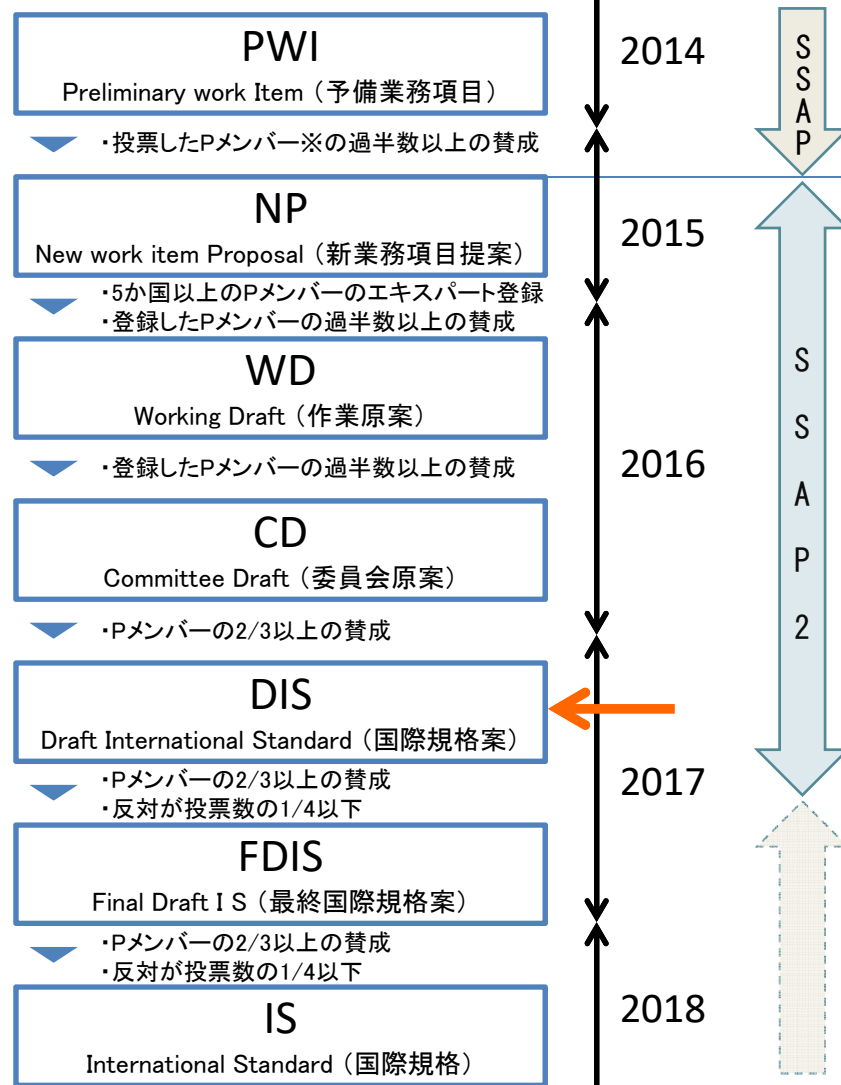 PWI
Preliminary work Item（予備業務項目）
2014
SSAP
・投票したPメンバー※の過半数以上の賛成
NP
New work item Proposal（新業務項目提案）
2015
・5か国以上のPメンバーのエキスパート登録
・登録したPメンバーの過半数以上の賛成
WD
Working Draft（作業原案）
SSAP2
・登録したPメンバーの過半数以上の賛成
2016
CD
Committee Draft（委員会原案）
・Pメンバーの2/3以上の賛成
DIS
Draft International Standard（国際規格案）
2017
・Pメンバーの2/3以上の賛成
・反対が投票数の1/4以下
FDIS
Final Draft I S（最終国際規格案）
・Pメンバーの2/3以上の賛成
・反対が投票数の1/4以下
2018
IS
International Standard（国際規格）